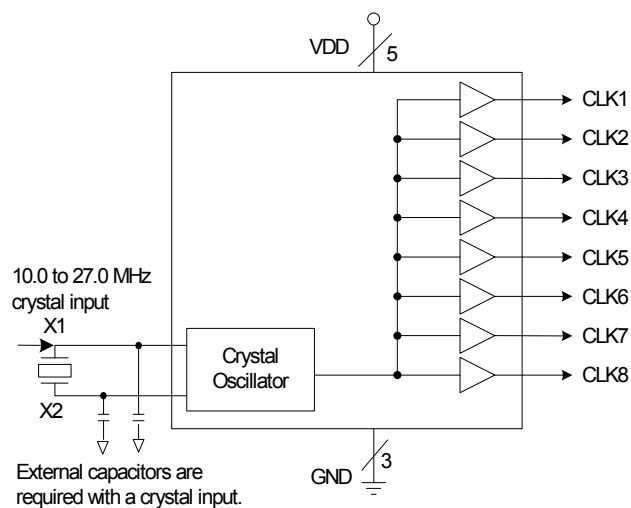 VDD
5
CLK1
CLK2
CLK3
CLK4
CLK5
CLK6
CLK7
CLK8
10.0 to 27.0 MHz
crystal input
X1
X2
Crystal
Oscillator
GND
3
External capacitors are
required with a crystal input.